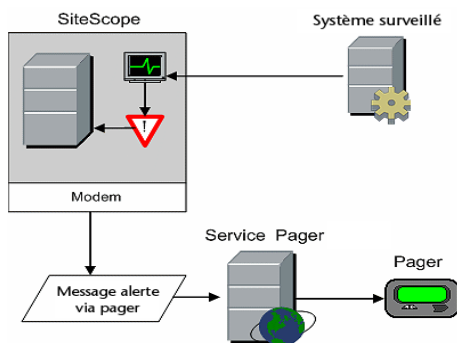 SiteScope
Système surveillé
!
Modem
Service Pager
Pager
Message alerte
via pager